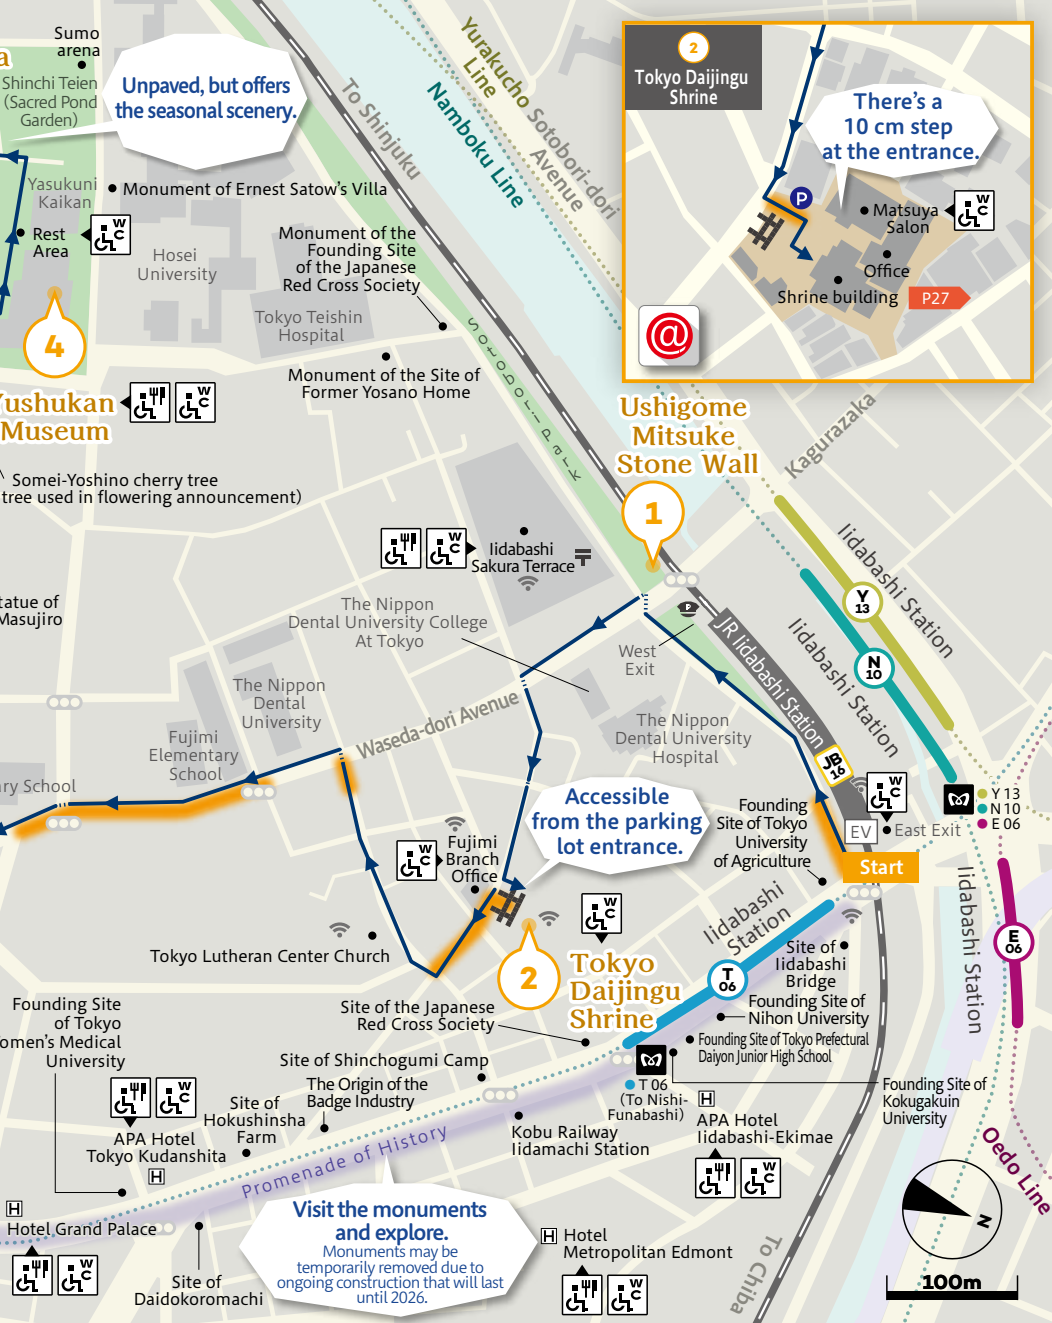 Sumo
arena
a
Shinchi Teien
(Sacred Pond
Garden)
Unpaved, but offers
the seasonal scenery.
Yasukuni
Kaikan
Monument of Ernest Satow's Villa
Rest
Area
WC
Hosei
University
Monument of the
Founding Site
of the Japanese
Red Cross Society
Tokyo Teishin
Hospital
4
Yushukan
Museum
WC
Monument of the Site of
Former Yosano Home
Somei-Yoshino cherry tree
tree used in flowering announcement)
To Shinjuku
Namboku Line
Yurakucho
Line
Sotobori-dori
Avenue
Sotobori Park
2
Tokyo Daijingu
Shrine
There's a
10 cm step
at the entrance.
P
Matsuya
Salon
WC
Office
Shrine building
P27
@
Kagurazaka
Ushigome
Mitsuke
Stone Wall
1
WC
Iidabashi
Sakura Terrace
tatue of
Masujiro
The Nippon
Dental University College
At Tokyo
West
Exit
P
JR Iidabashi Station
JB
16
Iidabashi Station
Y
13
Iidabashi Station
N
10
The Nippon
Dental University
Hospital
The Nippon
Dental
University
Waseda-dori Avenue
Fujimi
Elementary
School
ary School
Accessible
from the parking
lot entrance.
Founding
Site of Tokyo
University
of Agriculture
WC
EV
East Exit
Y 13
N 10
E 06
Start
Fujimi
Branch
Office
WC
Iidabashi
Station
T
06
Iidabashi Station
E
06
WC
Tokyo Lutheran Center Church
2
Tokyo
Daijingu
Shrine
Site of
Iidabashi
Bridge
Founding Site of
Nihon University
Founding Site of Tokyo Prefectural
Daiyon Junior High School
Founding Site of
Kokugakuin
University
Site of the Japanese
Red Cross Society
Founding Site
of Tokyo
omen's Medical
University
Site of Shinchogumi Camp
The Origin of the
Badge Industry
T 06
(To Nishi-
Funabashi)
WC
APA Hotel
Tokyo Kudanshita
H
Site of
Hokushinsha
Farm
Kobu Railway
Iidamachi Station
H
APA Hotel
Iidabashi-Ekimae
WC
Promenade of History
Oedo Line
H
Hotel Grand Palace
WC
Site of
Daidokoromachi
Visit the monuments
and explore.
Monuments may be
temporarily removed due to
ongoing construction that will last
until 2026.
H
Hotel
Metropolitan Edmont
WC
To Chiba
N
100m